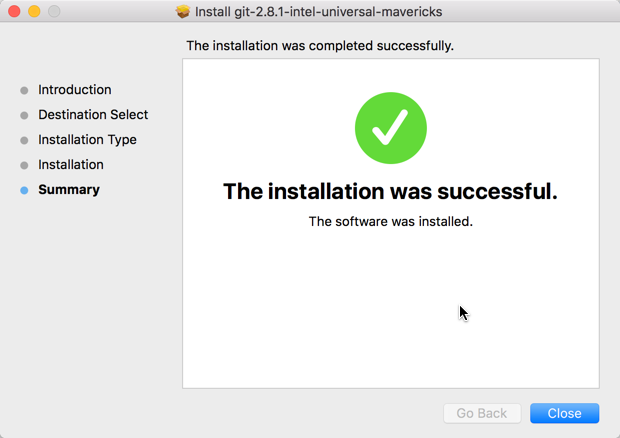 Install git-2.8.1-intel-universal-mavericks
The installation was completed successfully.
Introduction
Destination Select
Installation Type
Installation
Summary
The installation was successful.
The software was installed.
Go Back
Close